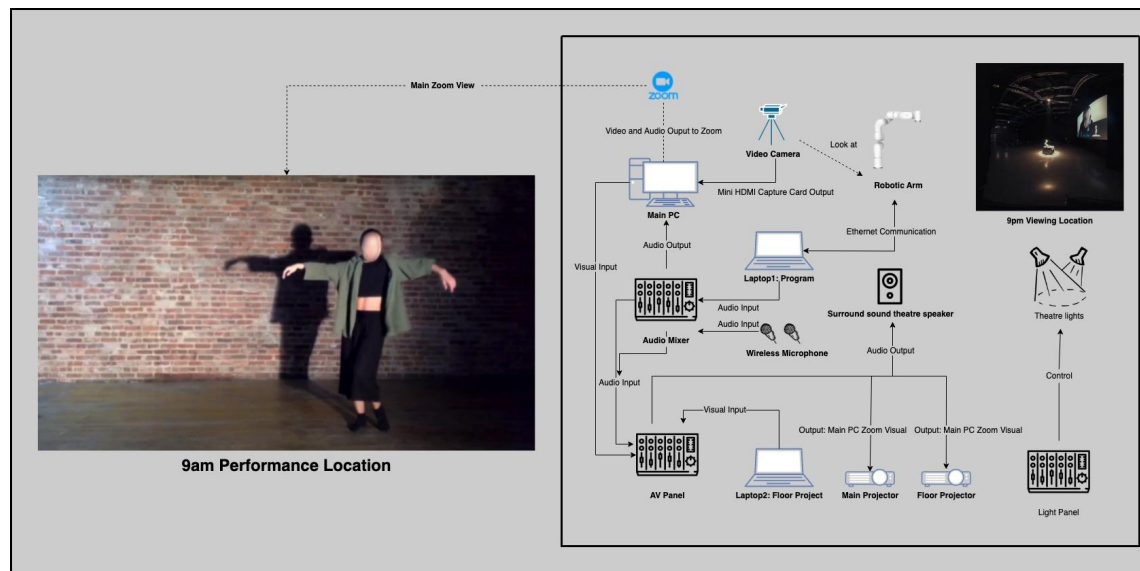 Main Zoom View
zoom
Video and Audio Ouput to Zoom
Video Camera
Look at
Robotic Arm
9pm Viewing Location
Mini HDMI Capture Card Output
Main PC
Ethernet Communication
Audio Output
Visual Input
Laptop1: Program
Audio Input
Surround sound theatre speaker
Theatre lights
Audio Input
Audio Mixer
Wireless Microphone
Audio Output
Audio Input
Control
Visual Input
Output: Main PC Zoom Visual
Output: Main PC Zoom Visual
9am Performance Location
AV Panel
Laptop2: Floor Project
Main Projector
Floor Projector
Light Panel